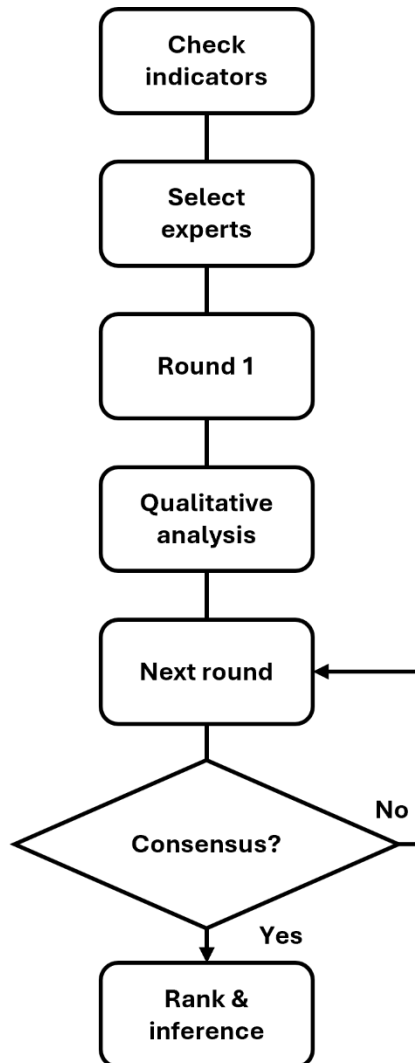 Check
indicators
Select
experts
Round 1
Qualitative
analysis
Next round
No
Consensus?
Yes
Rank &
inference